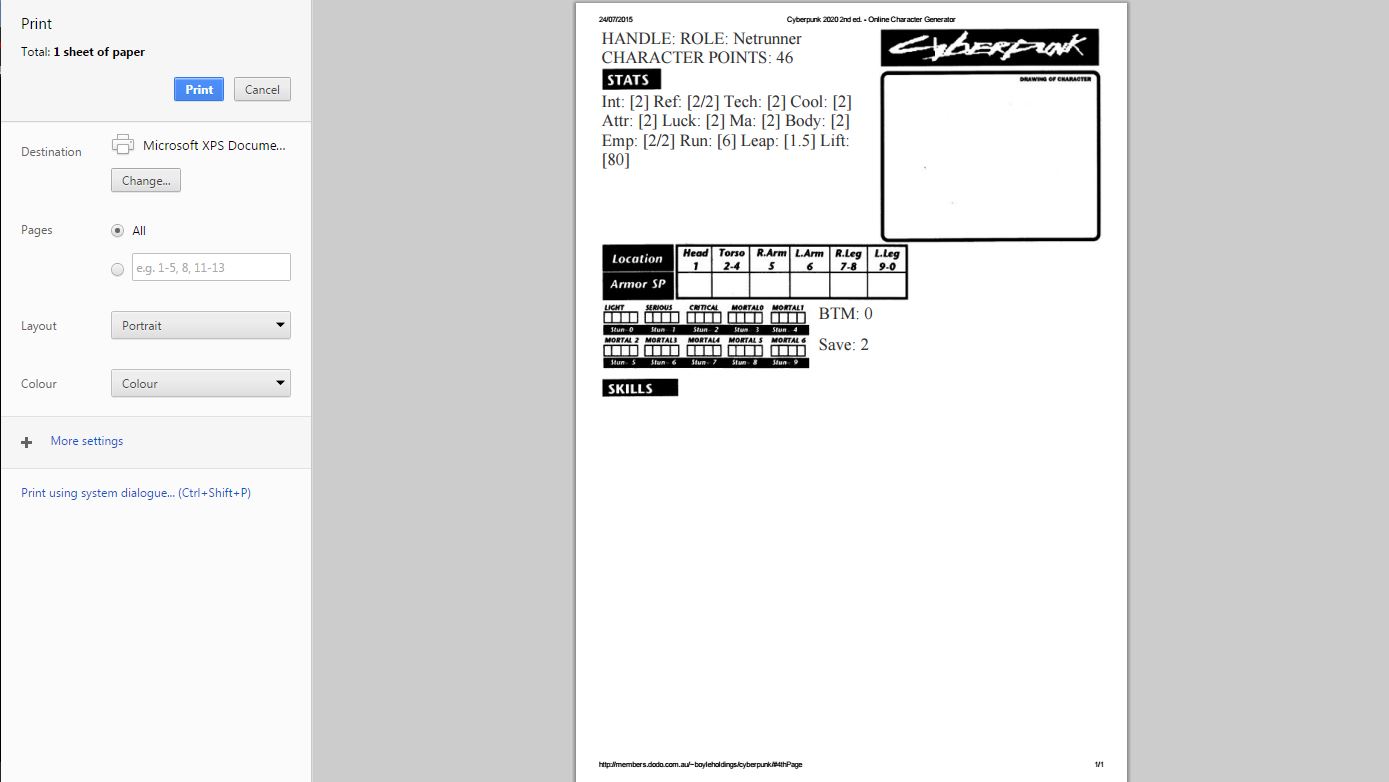 Print
Total: 1 sheet of paper
Print Cancel
Destination Microsoft XPS Docume...
Change...
Pages All
e.g. 1-5, 8, 11-13
Layout Portrait
Colour Colour
More settings
Print using system dialogue... (Ctrl+Shift+P)
24/07/2015 Cyberpunk 2020 2nd ed. - Online Character Generator
HANDLE: ROLE: Netrunner
CHARACTER POINTS: 46
CYBERPUNK
STATS
DRAWING OF CHARACTER
Int: [2] Ref: [2/2] Tech: [2] Cool: [2]
Attr: [2] Luck: [2] Ma: [2] Body: [2]
Emp: [2/2] Run: [6] Leap: [1.5] Lift:
[80]
Location Head Torso R.Arm L.Arm R.Leg L.Leg
1 2-4 5 6 7-8 9-0
Armor SP
LIGHT SERIOUS CRITICAL MORTAL0 MORTAL1
Stun- 0 Stun- 1 Stun- 2 Stun- 3 Stun- 4
BTM: 0
MORTAL 2 MORTAL3 MORTAL4 MORTAL 5 MORTAL 6
Stun- 5 Stun- 6 Stun- 7 Stun- 8 Stun- 9
Save: 2
SKILLS
http://members.dodo.com.au/~boyleholdings/cyberpunk/#4thPage 1/1